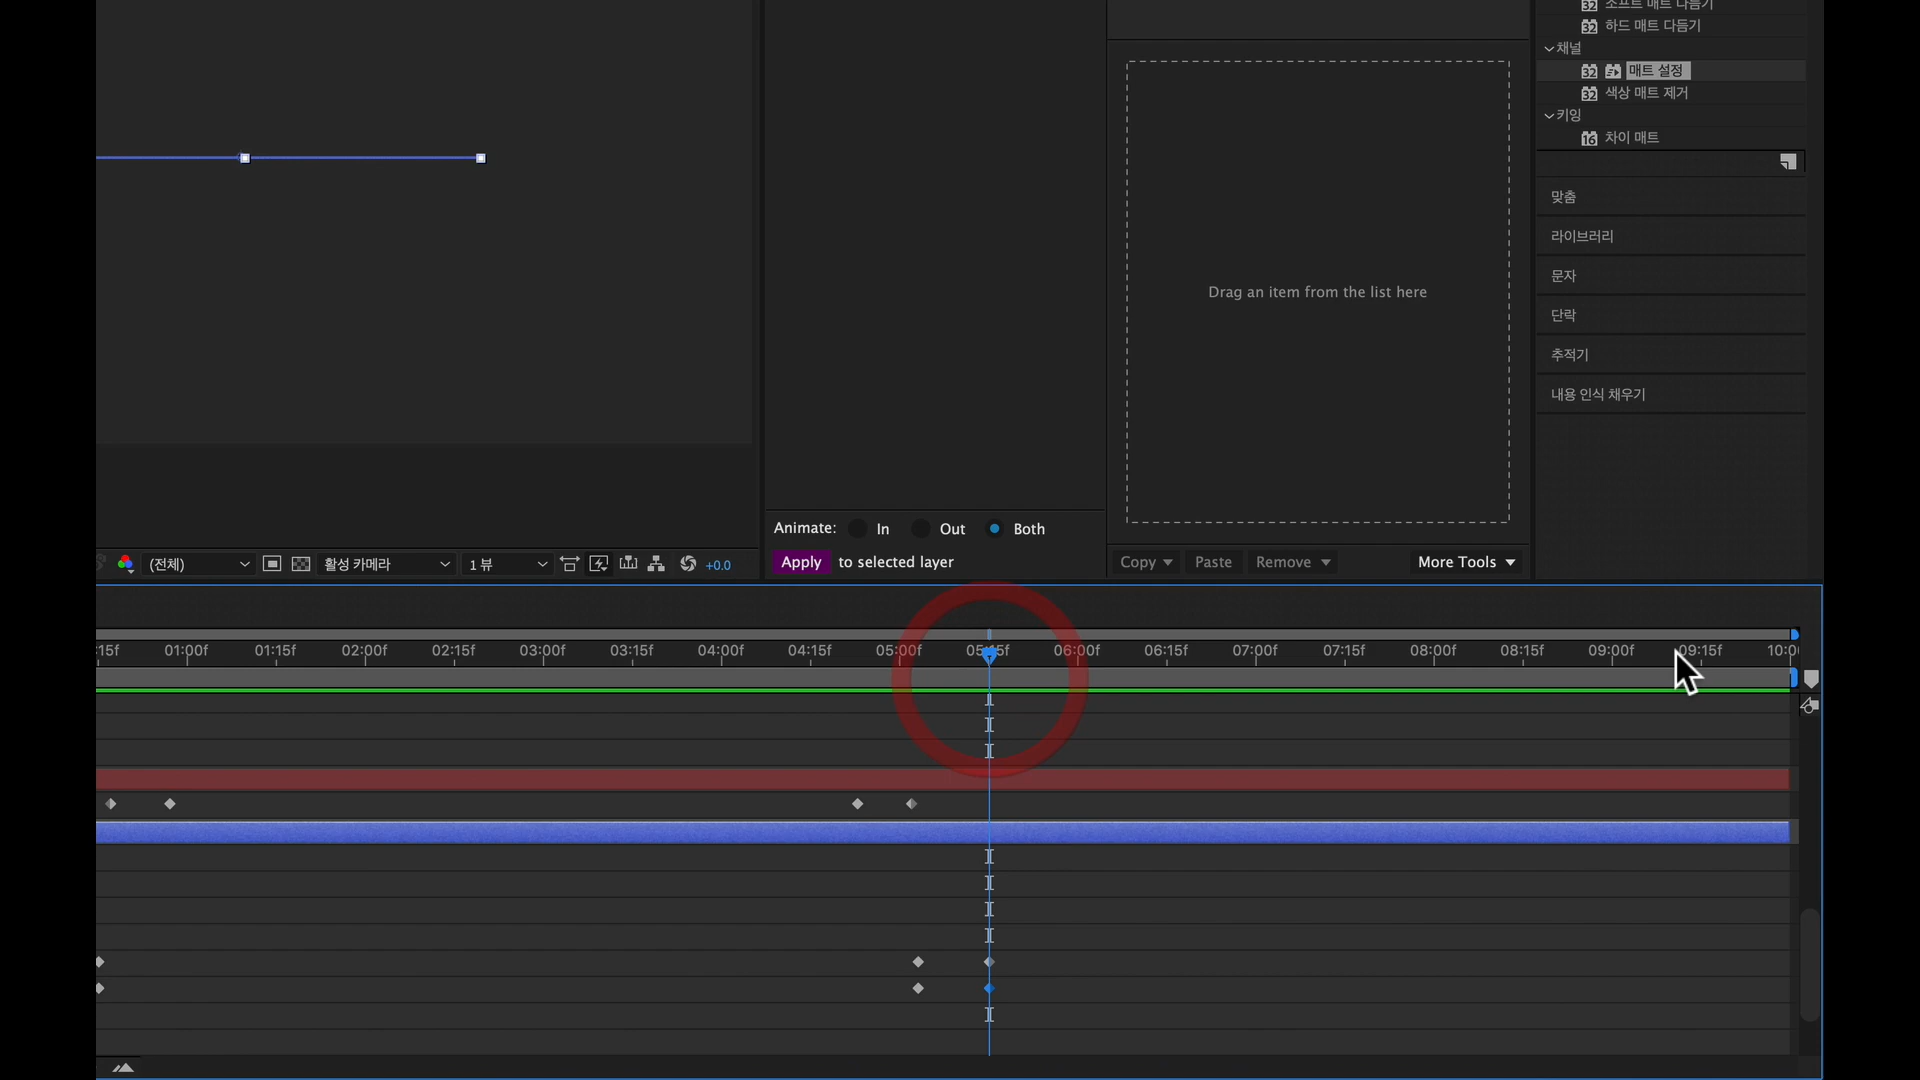 32 소프트 매트 다듬기
32 하드 매트 다듬기
채널
32 매트 설정
32 색상 매트 제거
키잉
16 차이 매트
맞춤
라이브러리
문자
단락
추적기
내용 인식 채우기
Drag an item from the list here
Animate: In Out Both
Apply to selected layer
Copy Paste Remove More Tools
(전체) 활성 카메라 1 뷰 +0.0
:15f 01:00f 01:15f 02:00f 02:15f 03:00f 03:15f 04:00f 04:15f 05:00f 05:15f 06:00f 06:15f 07:00f 07:15f 08:00f 08:15f 09:00f 09:15f 10:0